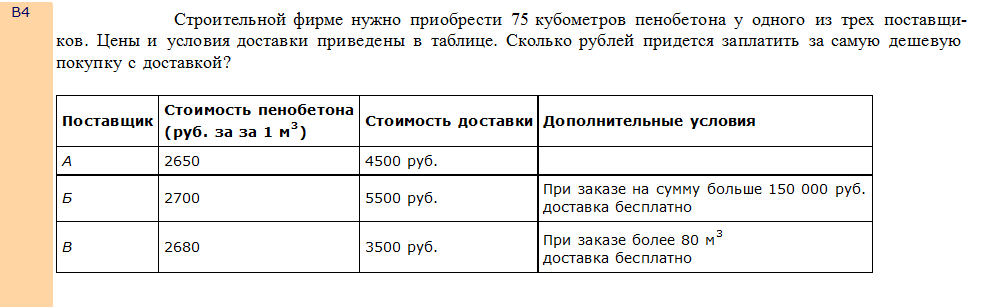 В4
Строительной фирме нужно приобрести 75 кубометров пенобетона у одного из трех поставщи-
ков. Цены и условия доставки приведены в таблице. Сколько рублей придется заплатить за самую дешевую
покупку с доставкой?
Поставщик Стоимость пенобетона (руб. за за 1 м³) Стоимость доставки Дополнительные условия
А 2650 4500 руб.
Б 2700 5500 руб. При заказе на сумму больше 150 000 руб.
доставка бесплатно
В 2680 3500 руб. При заказе более 80 м³
доставка бесплатно